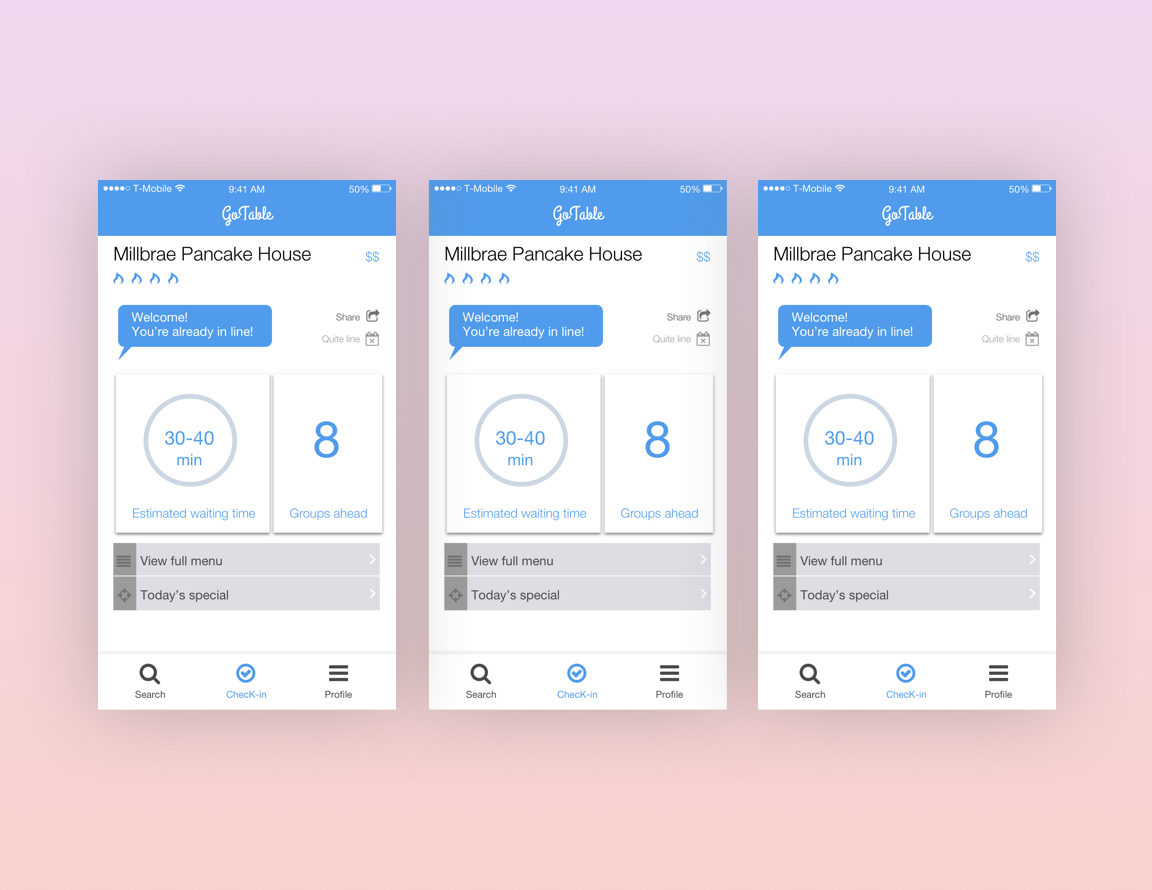 T-Mobile 9:41 AM 50%
GoTable
Millbrae Pancake House $$
Welcome!
You're already in line!
Share
Quite line
30-40
min
8
Estimated waiting time
Groups ahead
View full menu
Today's special
Search
ChecK-in
Profile
T-Mobile 9:41 AM 50%
GoTable
Millbrae Pancake House $$
Welcome!
You're already in line!
Share
Quite line
30-40
min
8
Estimated waiting time
Groups ahead
View full menu
Today's special
Search
ChecK-in
Profile
T-Mobile 9:41 AM 50%
GoTable
Millbrae Pancake House $$
Welcome!
You're already in line!
Share
Quite line
30-40
min
8
Estimated waiting time
Groups ahead
View full menu
Today's special
Search
ChecK-in
Profile